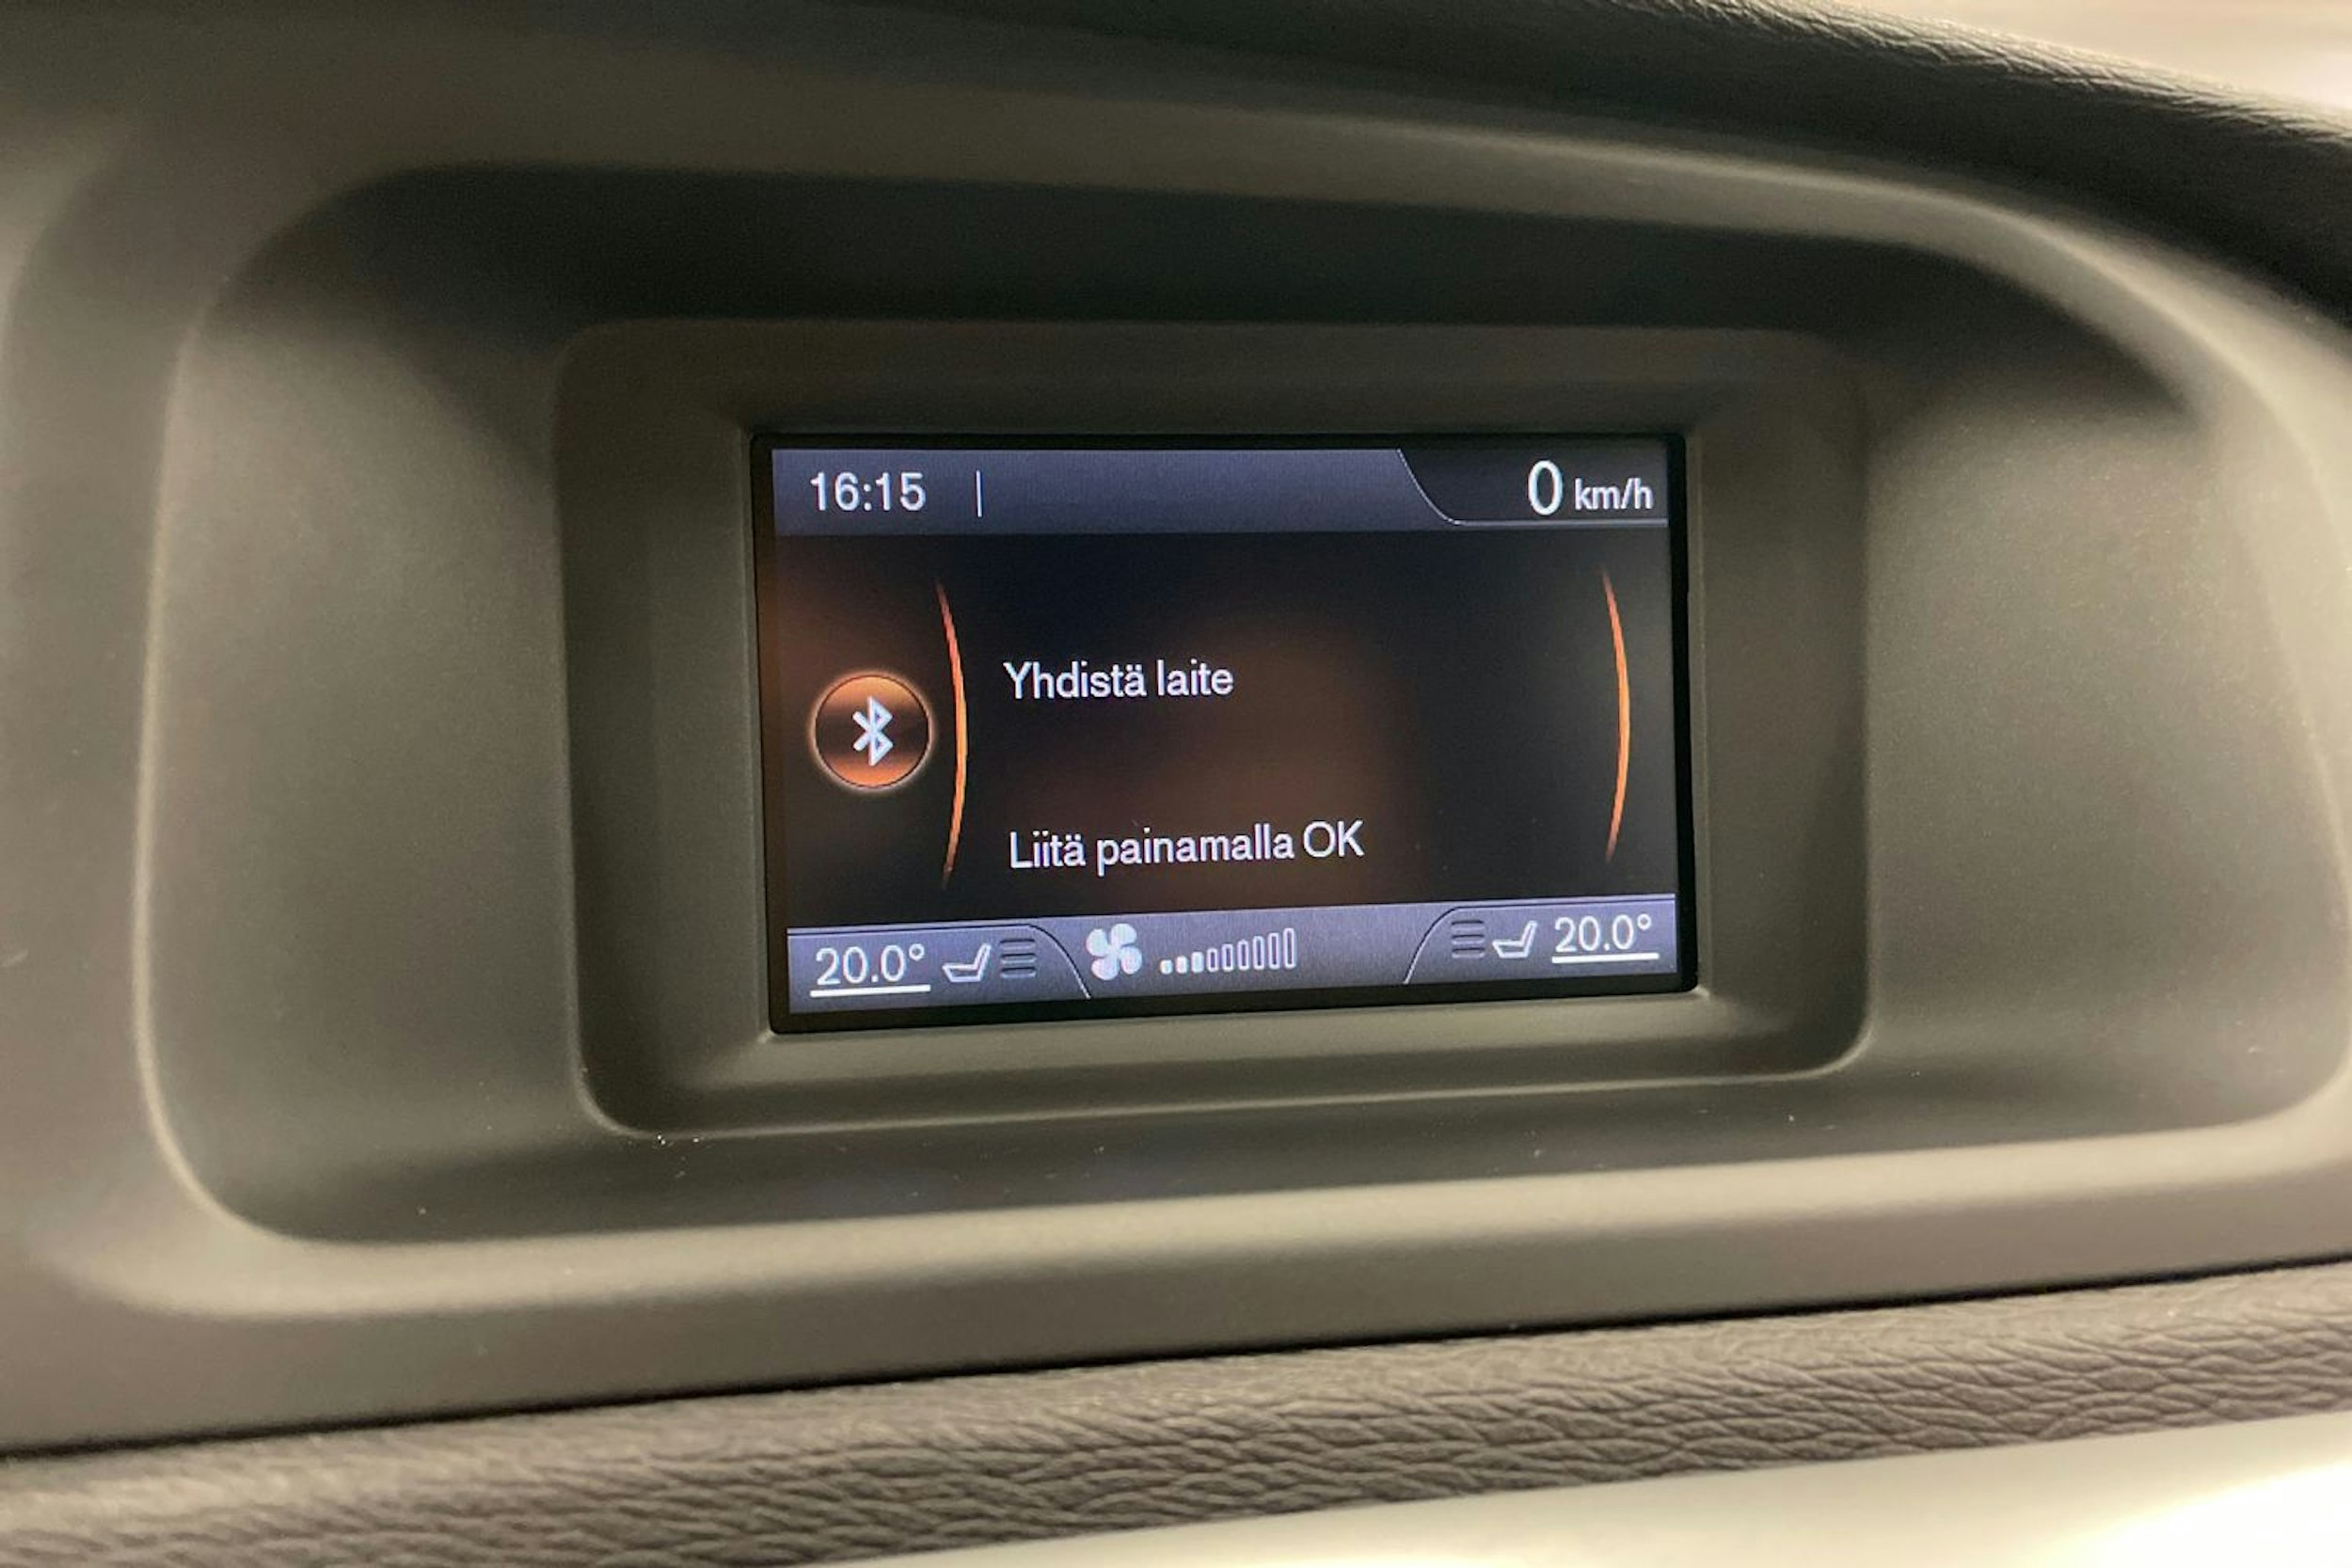 16:15 0 km/h
Yhdistä laite
Liitä painamalla OK
20.0° 20.0°